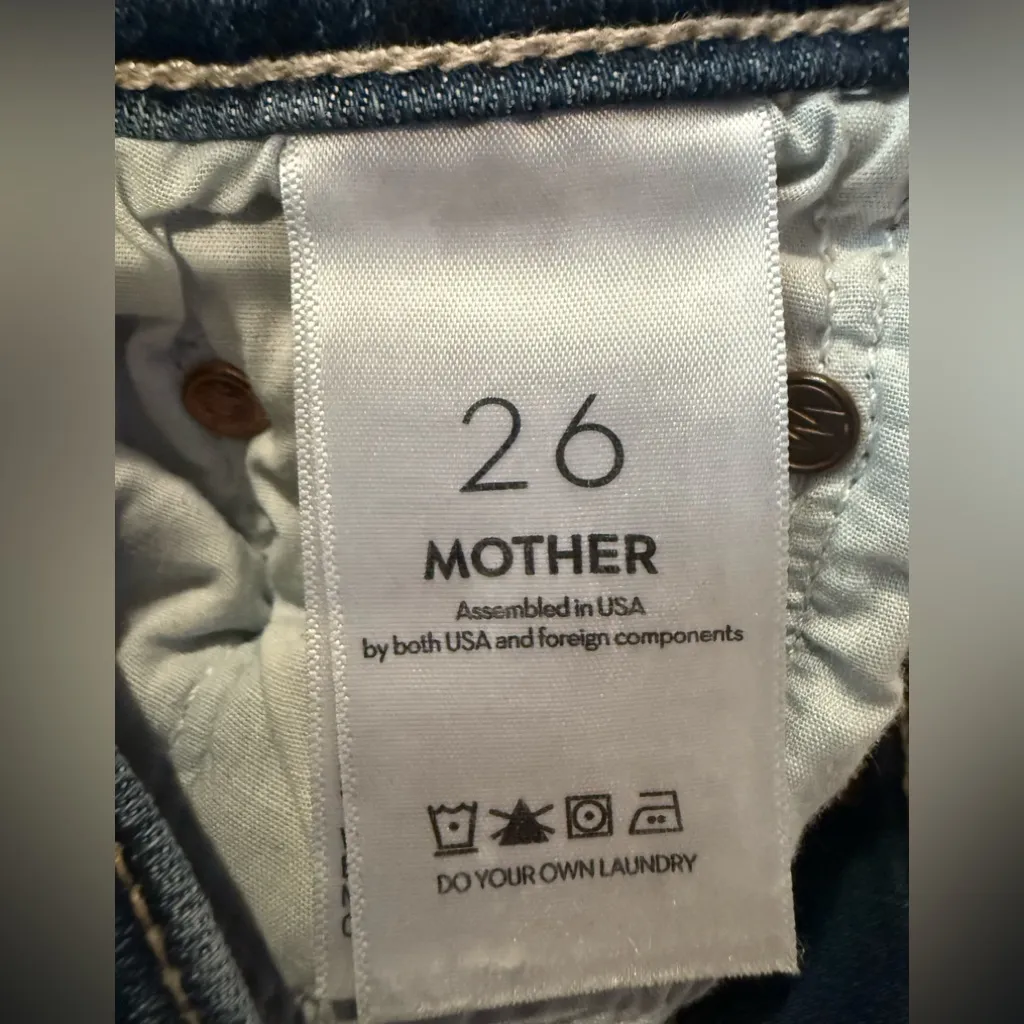 26
MOTHER
Assembled in USA
by both USA and foreign components
DO YOUR OWN LAUNDRY